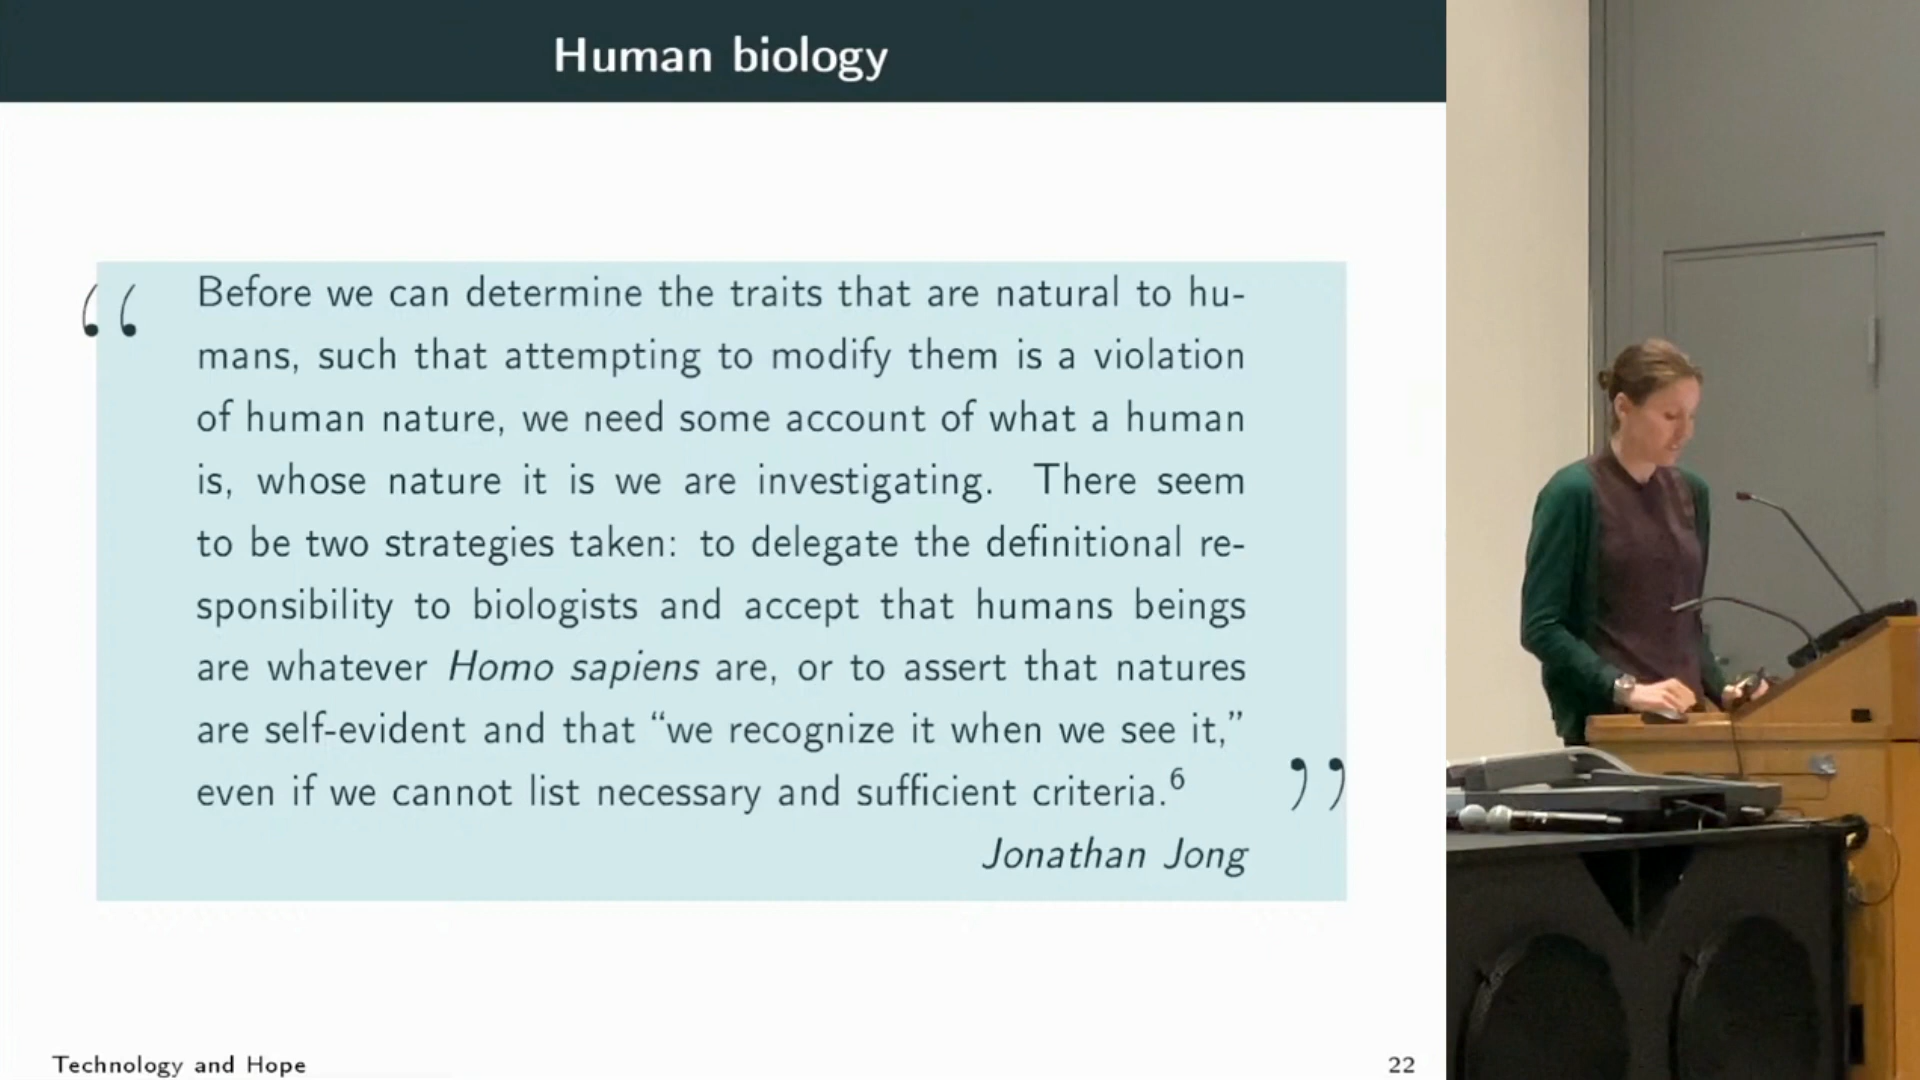 Human biology
“ Before we can determine the traits that are natural to hu-
mans, such that attempting to modify them is a violation
of human nature, we need some account of what a human
is, whose nature it is we are investigating. There seem
to be two strategies taken: to delegate the definitional re-
sponsibility to biologists and accept that humans beings
are whatever Homo sapiens are, or to assert that natures
are self-evident and that “we recognize it when we see it,”
even if we cannot list necessary and sufficient criteria.⁶ ”
Jonathan Jong
Technology and Hope
22